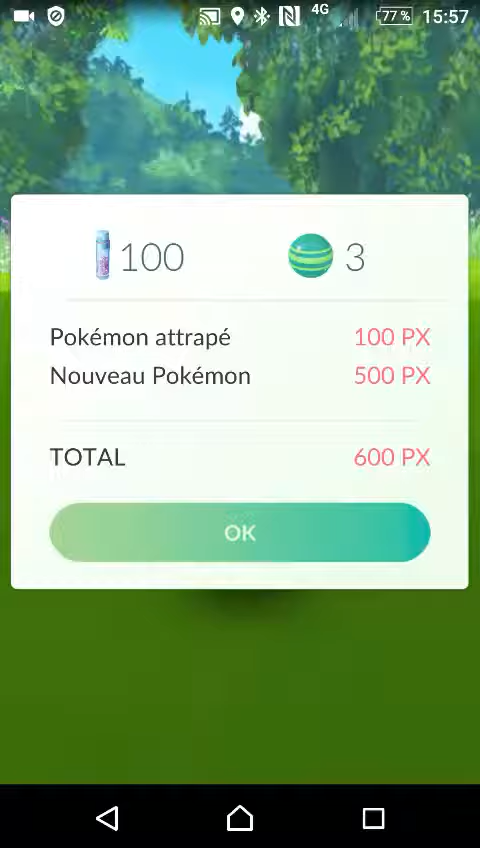 4G 77 % 15:57
100 3
Pokémon attrapé 100 PX
Nouveau Pokémon 500 PX
TOTAL 600 PX
OK